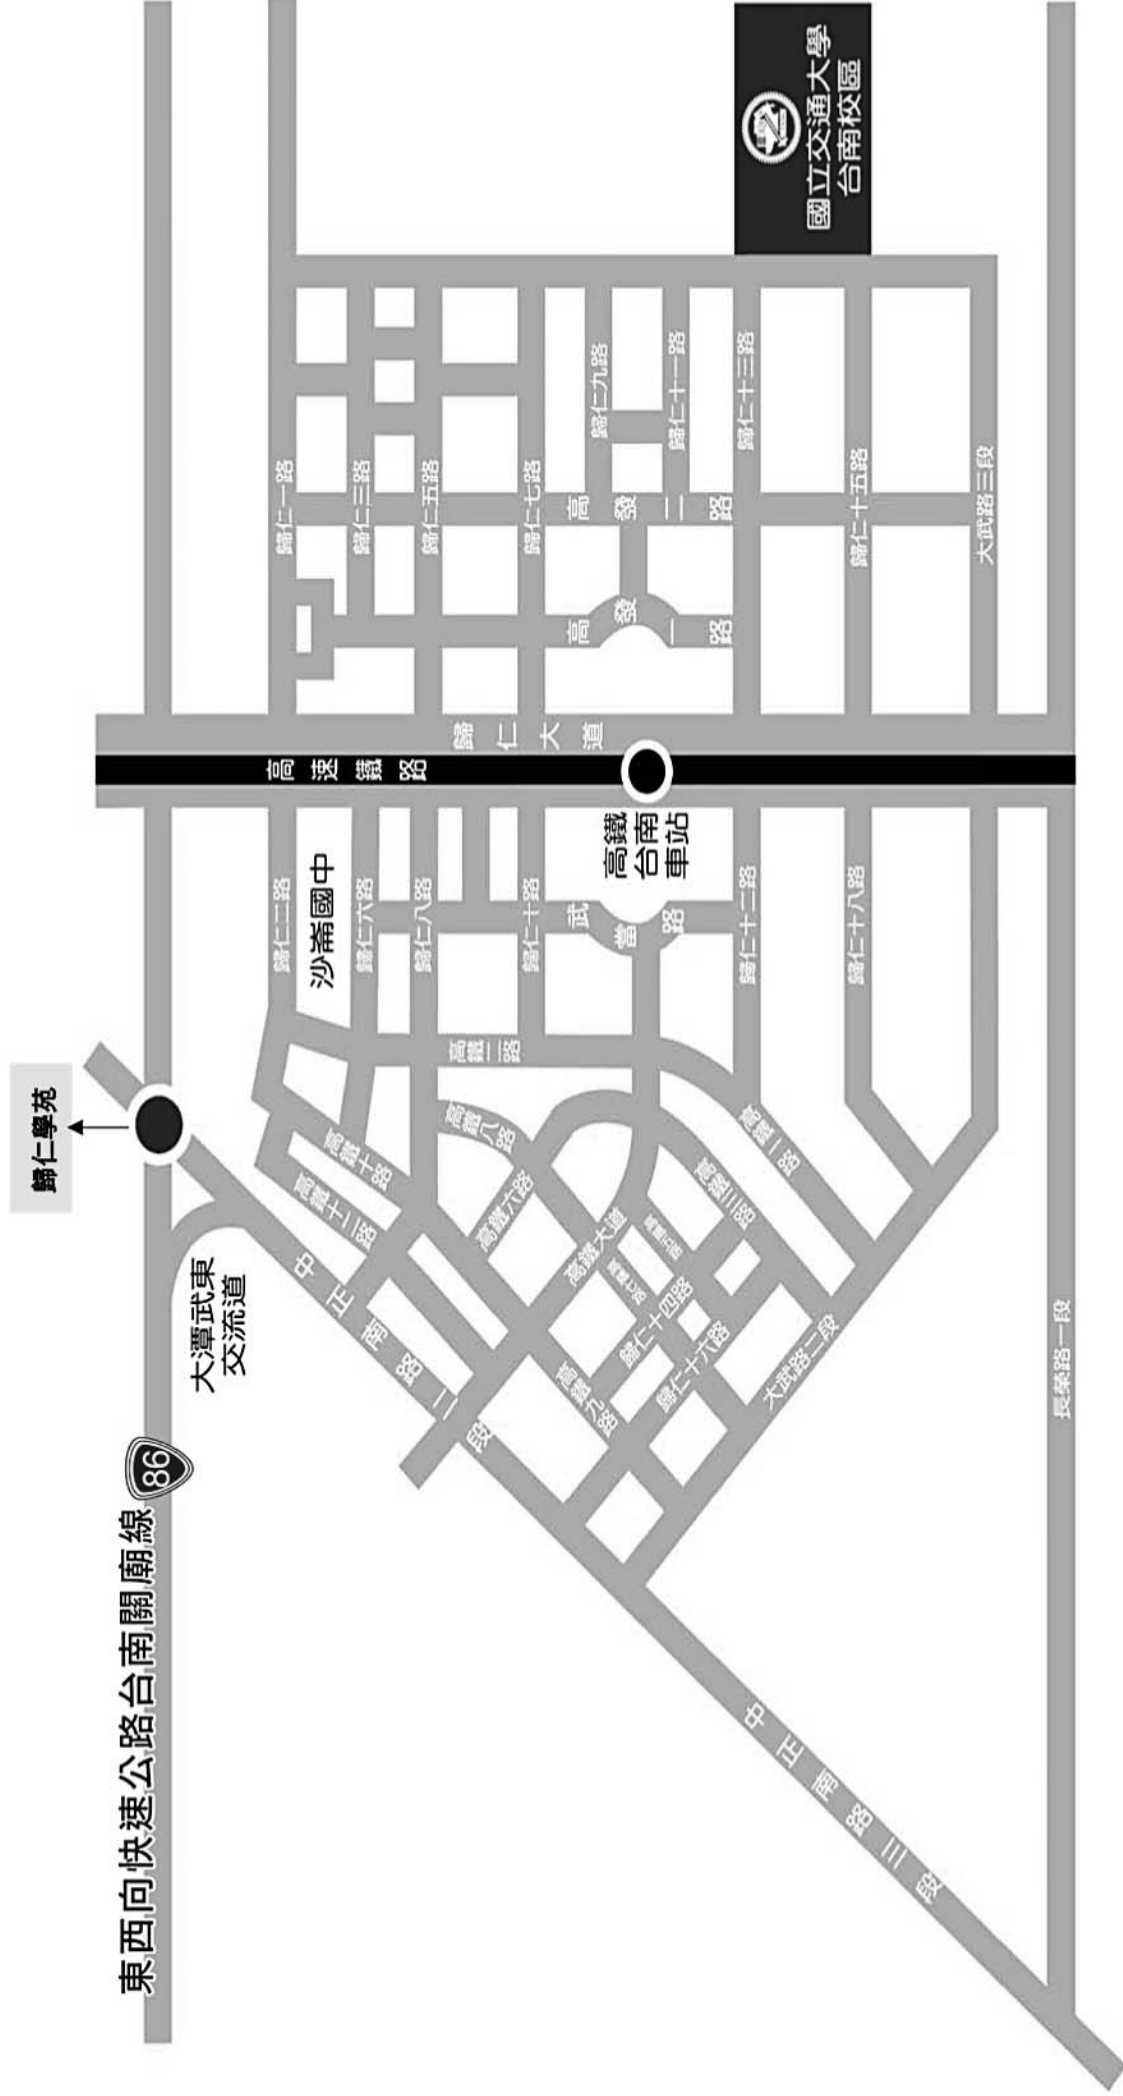 歸仁學苑
東西向快速公路台南關廟線
86
大潭武東
交流道
中正南路二段
中正南路三段
長榮路一段
大武路二段
大武路三段
高速鐵路
歸仁大道
高鐵
台南
車站
沙崙國中
歸仁二路
歸仁六路
歸仁八路
歸仁十路
歸仁十二路
歸仁十八路
武當路
高鐵二路
高鐵一路
高鐵三路
高鐵五路
高鐵七路
高鐵九路
高鐵大道
高鐵六路
高鐵八路
高鐵十路
高鐵十二路
歸仁十四路
歸仁十六路
歸仁一路
歸仁三路
歸仁五路
歸仁七路
歸仁九路
歸仁十一路
歸仁十三路
歸仁十五路
高發一路
高發二路
國立交通大學
台南校區